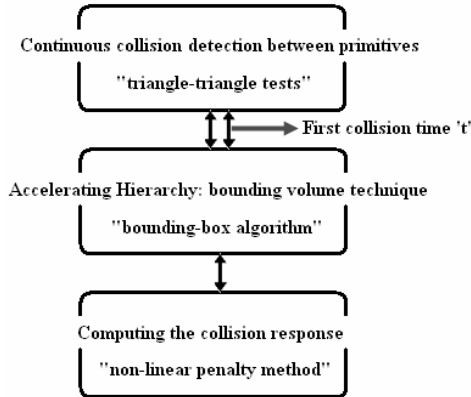 Continuous collision detection between primitives
"triangle-triangle tests"
First collision time 't'
Accelerating Hierarchy: bounding volume technique
"bounding-box algorithm"
Computing the collision response
"non-linear penalty method"